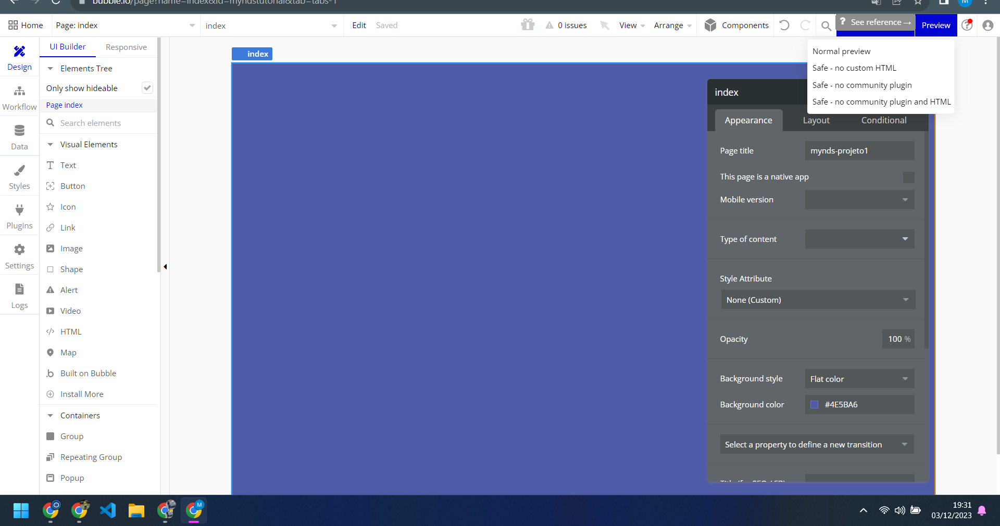 bubble.io/page?name=index&id=myndstutorial&tab=tabs-1
M
Home
Page: index
index
Edit
Saved
0 issues
View
Arrange
Components
? See reference →
Preview
Design
Workflow
Data
Styles
Plugins
Settings
Logs
UI Builder
Responsive
Elements Tree
Only show hideable
Page index
Search elements
Visual Elements
Text
Button
Icon
Link
Image
Shape
Alert
Video
HTML
Map
Built on Bubble
Install More
Containers
Group
Repeating Group
Popup
index
Normal preview
Safe - no custom HTML
Safe - no community plugin
Safe - no community plugin and HTML
index
Appearance
Layout
Conditional
Page title
mynds-projeto1
This page is a native app
Mobile version
Type of content
Style Attribute
None (Custom)
Opacity
100 %
Background style
Flat color
Background color
#4E5BA6
Select a property to define a new transition
Title (for SEO / FB)
M
19:31
03/12/2023